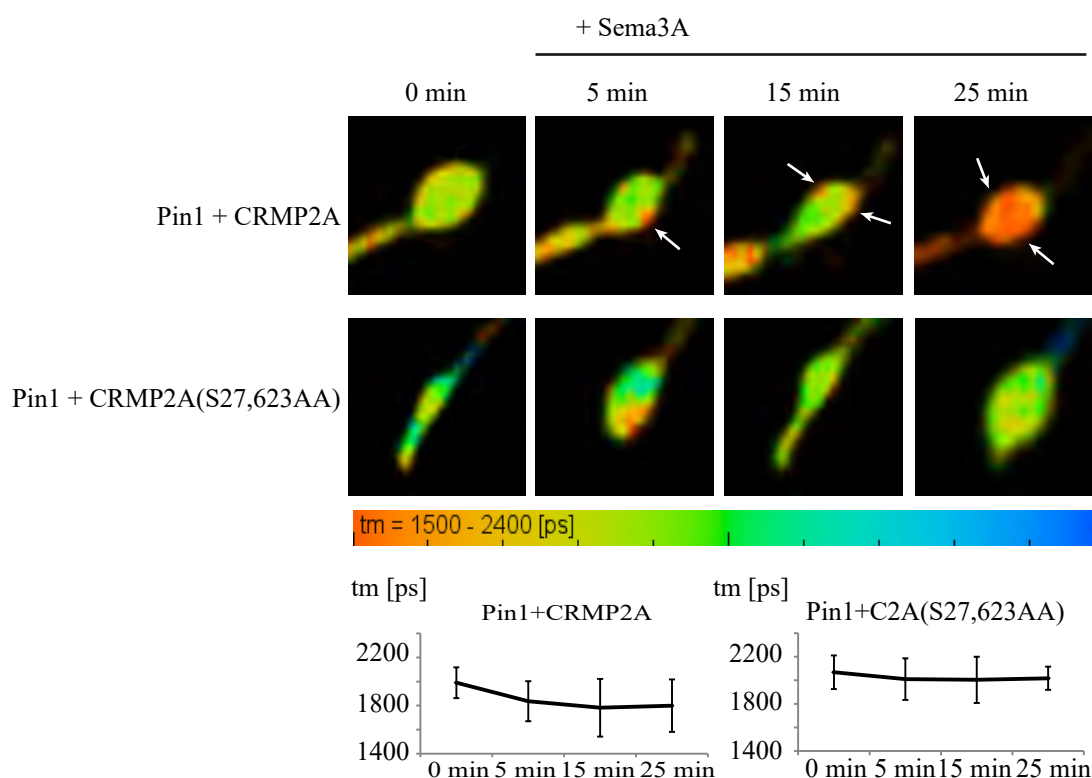 + Sema3A
0 min 5 min 15 min 25 min
Pin1 + CRMP2A
Pin1 + CRMP2A(S27,623AA)
tm = 1500 - 2400 [ps]
tm [ps] tm [ps]
Pin1+CRMP2A Pin1+C2A(S27,623AA)
2200 2200
1800 1800
1400 1400
0 min 5 min 15 min 25 min 0 min 5 min 15 min 25 min